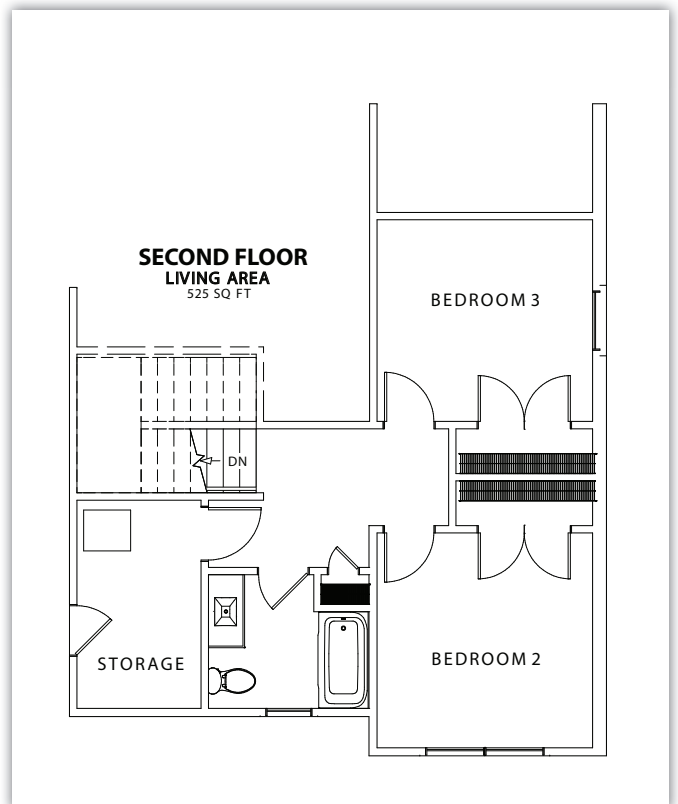 SECOND FLOOR
LIVING AREA
525 SQ FT
BEDROOM 3
DN
STORAGE
BEDROOM 2